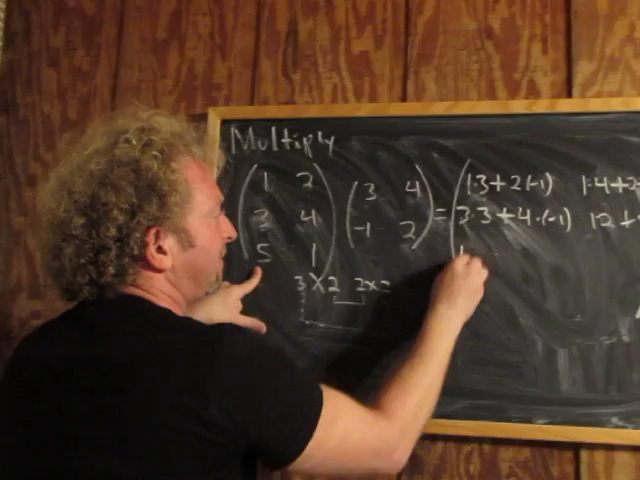 Multiply
1 2 3 4 1·3+2(-1) 1·4+2
3 4 -1 2 = 3·3+4·(-1) 12+
5 1
3X2 2x2